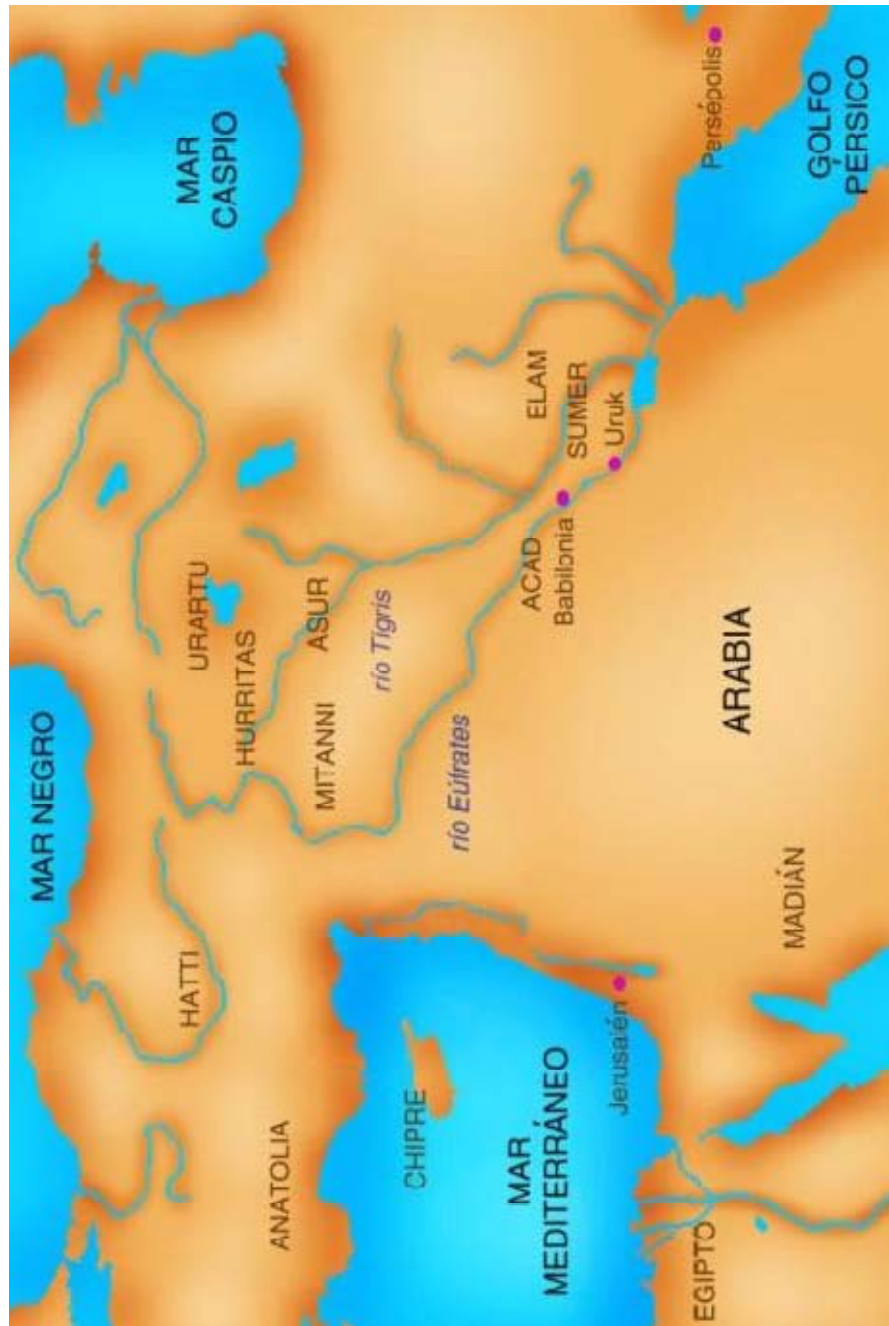 MAR NEGRO
MAR
CASPIO
HATTI
URARTU
HURRITAS
ANATOLIA
MITANNI
ASUR
río Tigris
CHIPRE
río Eúfrates
ACAD
ELAM
MAR
MEDITERRÁNEO
Babilonia
SUMER
Jerusalén
Uruk
EGIPTO
MADIÁN
ARABIA
Persépolis
GOLFO
PÉRSICO